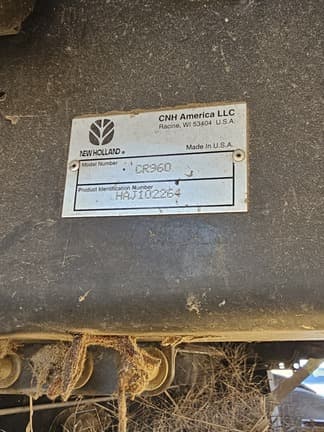 CNH America LLC
Racine, WI 53404 U.S.A.
NEW HOLLAND®
Made in U.S.A.
Model Number
CR960
Product Identification Number
HAJ102264